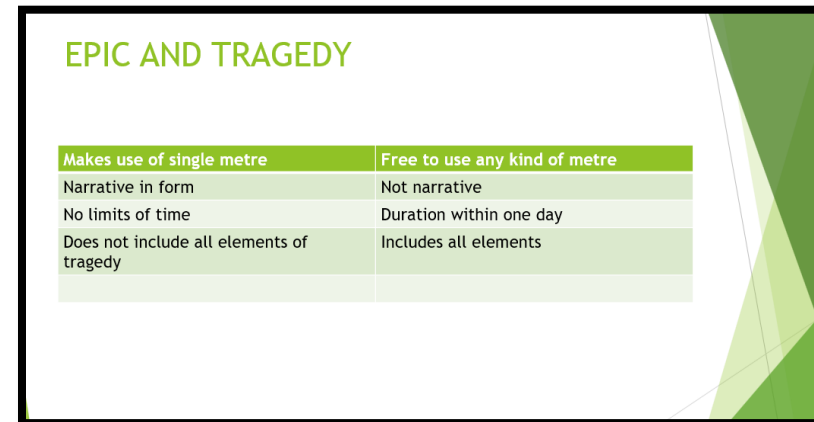 EPIC AND TRAGEDY
Makes use of single metre
Free to use any kind of metre
Narrative in form
Not narrative
No limits of time
Duration within one day
Does not include all elements of
tragedy
Includes all elements